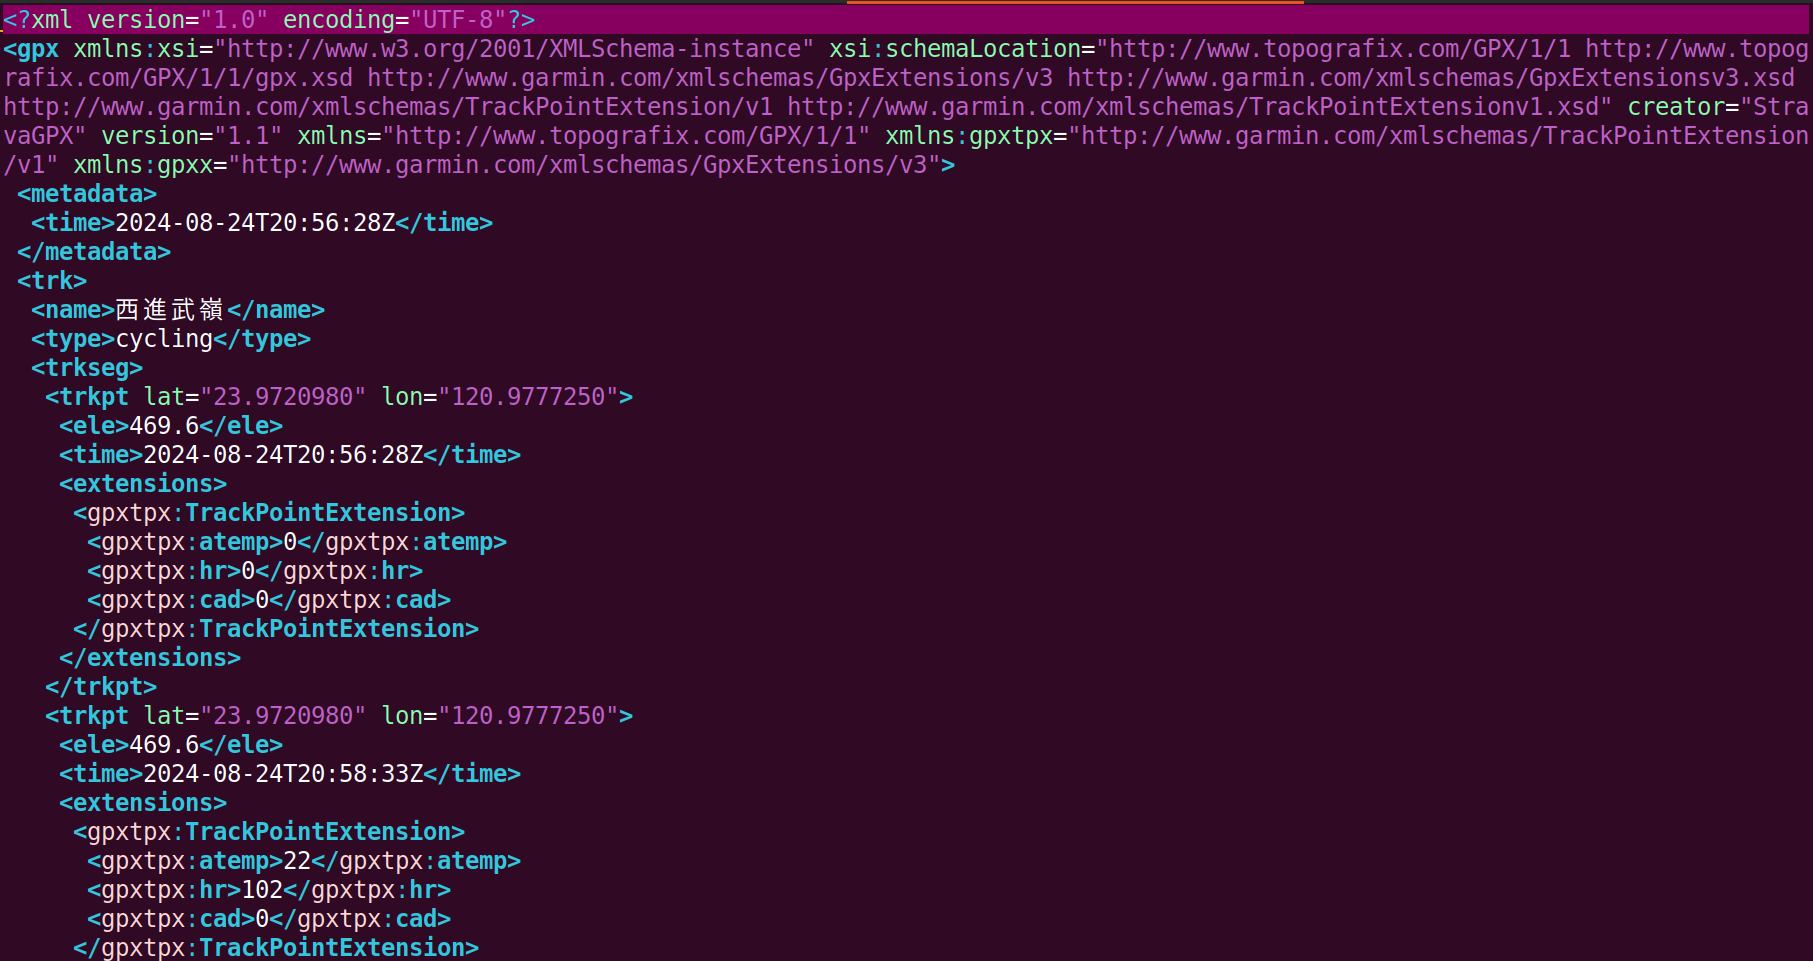 <?xml version="1.0" encoding="UTF-8"?>
<gpx xmlns:xsi="http://www.w3.org/2001/XMLSchema-instance" xsi:schemaLocation="http://www.topografix.com/GPX/1/1 http://www.topog
rafix.com/GPX/1/1/gpx.xsd http://www.garmin.com/xmlschemas/GpxExtensions/v3 http://www.garmin.com/xmlschemas/GpxExtensionsv3.xsd
http://www.garmin.com/xmlschemas/TrackPointExtension/v1 http://www.garmin.com/xmlschemas/TrackPointExtensionv1.xsd" creator="Stra
vaGPX" version="1.1" xmlns="http://www.topografix.com/GPX/1/1" xmlns:gpxtpx="http://www.garmin.com/xmlschemas/TrackPointExtension
/v1" xmlns:gpxx="http://www.garmin.com/xmlschemas/GpxExtensions/v3">
 <metadata>
  <time>2024-08-24T20:56:28Z</time>
 </metadata>
 <trk>
  <name>西進武嶺</name>
  <type>cycling</type>
  <trkseg>
   <trkpt lat="23.9720980" lon="120.9777250">
    <ele>469.6</ele>
    <time>2024-08-24T20:56:28Z</time>
    <extensions>
     <gpxtpx:TrackPointExtension>
      <gpxtpx:atemp>0</gpxtpx:atemp>
      <gpxtpx:hr>0</gpxtpx:hr>
      <gpxtpx:cad>0</gpxtpx:cad>
     </gpxtpx:TrackPointExtension>
    </extensions>
   </trkpt>
   <trkpt lat="23.9720980" lon="120.9777250">
    <ele>469.6</ele>
    <time>2024-08-24T20:58:33Z</time>
    <extensions>
     <gpxtpx:TrackPointExtension>
      <gpxtpx:atemp>22</gpxtpx:atemp>
      <gpxtpx:hr>102</gpxtpx:hr>
      <gpxtpx:cad>0</gpxtpx:cad>
     </gpxtpx:TrackPointExtension>